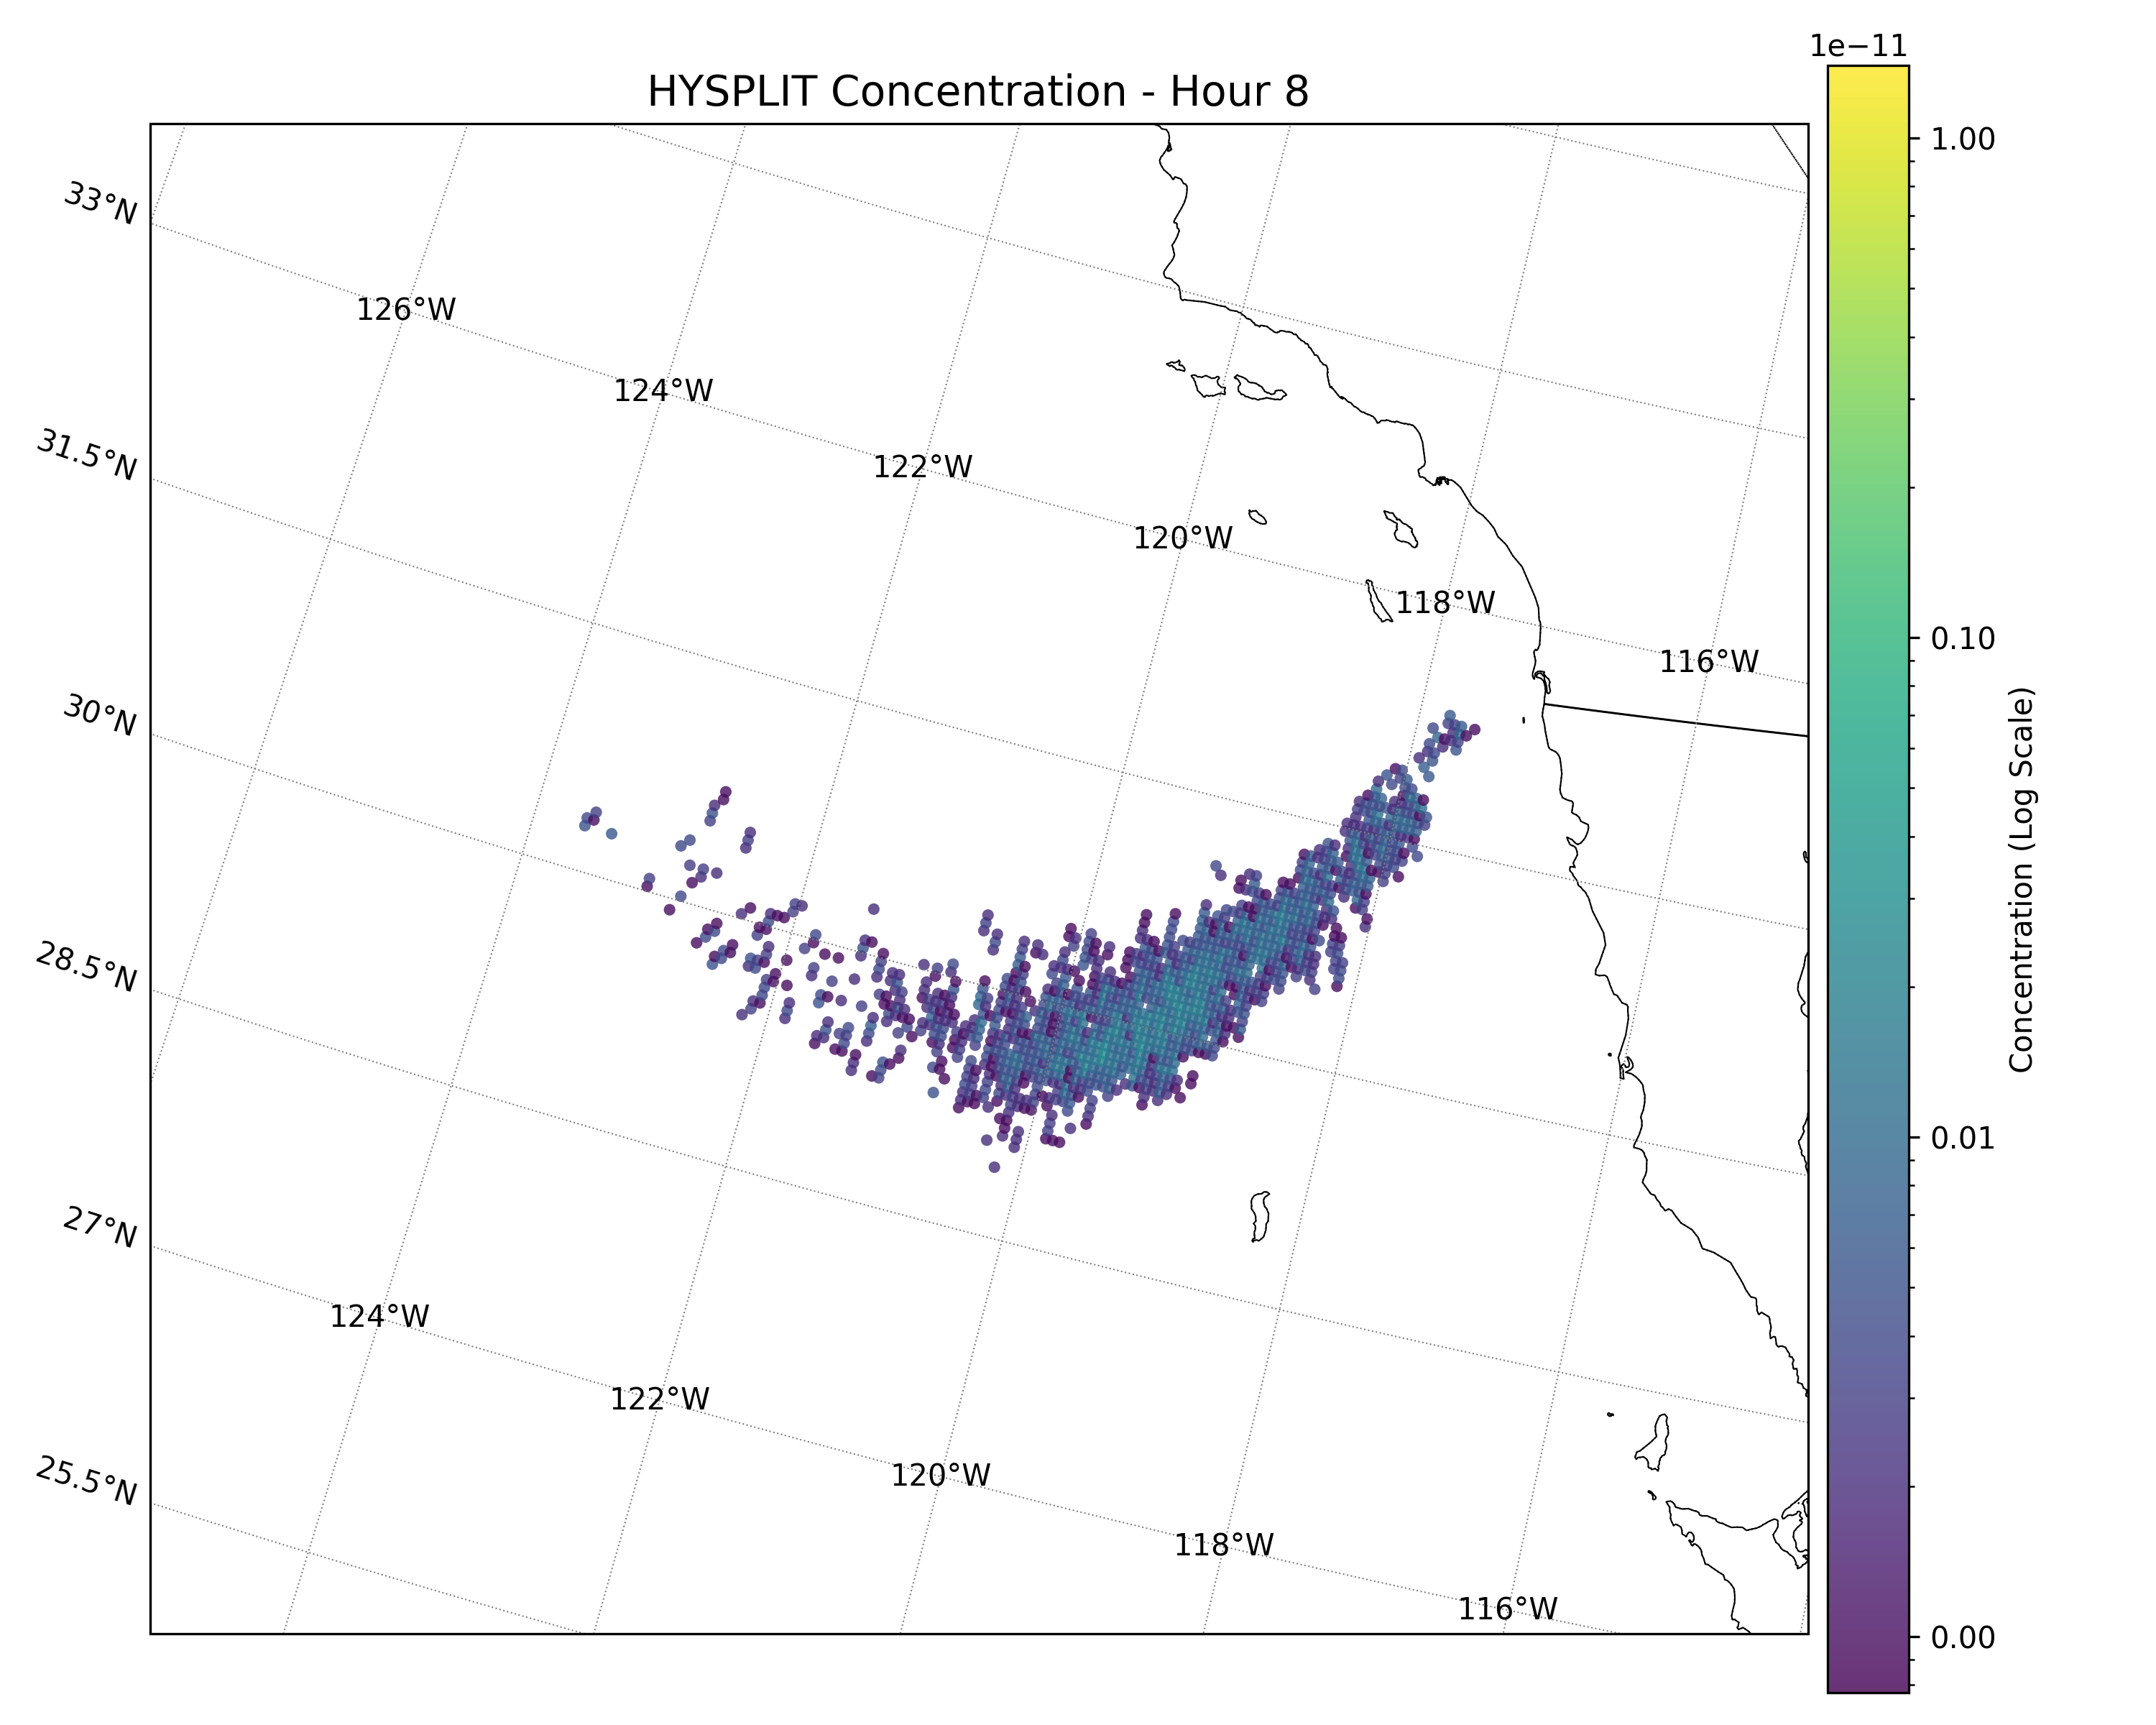 1e−11
HYSPLIT Concentration - Hour 8
1.00
33°N
126°W
124°W
31.5°N
122°W
120°W
118°W
0.10
116°W
30°N
Concentration (Log Scale)
28.5°N
0.01
27°N
124°W
122°W
120°W
25.5°N
118°W
116°W
0.00